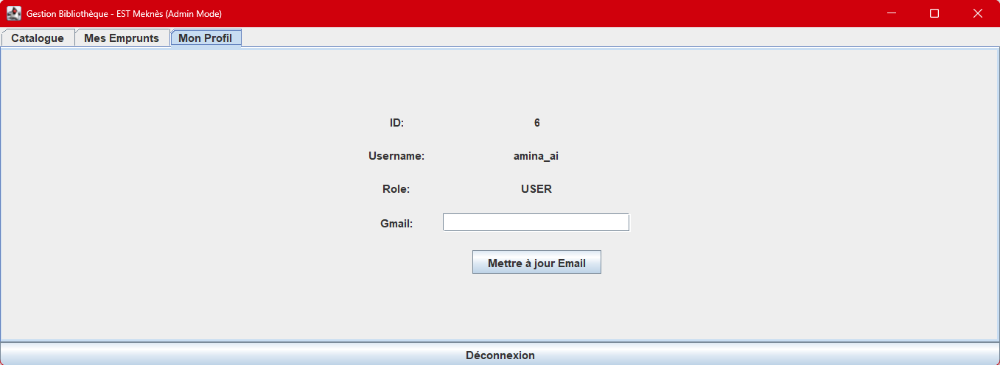 Gestion Bibliothèque - EST Meknès (Admin Mode)
Catalogue Mes Emprunts Mon Profil
ID: 6
Username: amina_ai
Role: USER
Gmail:
Mettre à jour Email
Déconnexion